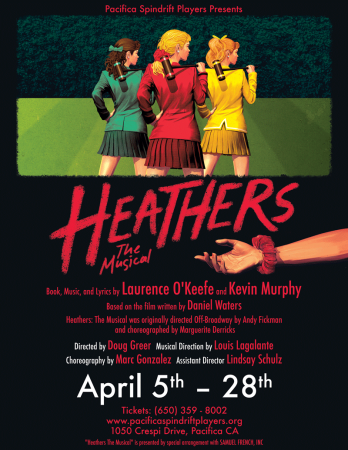 Pacifica Spindrift Players Presents
HEATHERS
The Musical
Book, Music, and Lyrics by Laurence O'Keefe and Kevin Murphy
Based on the film written by Daniel Waters
Heathers: The Musical was originally directed Off-Broadway by Andy Fickman
and choreographed by Marguerite Derricks
Directed by Doug Greer Musical Direction by Louis Lagalante
Choreography by Marc Gonzalez Assistant Director Lindsay Schulz
April 5th – 28th
Tickets: (650) 359 - 8002
www.pacificaspindriftplayers.org
1050 Crespi Drive, Pacifica CA
"Heathers The Musical" is presented by special arrangement with SAMUEL FRENCH, INC